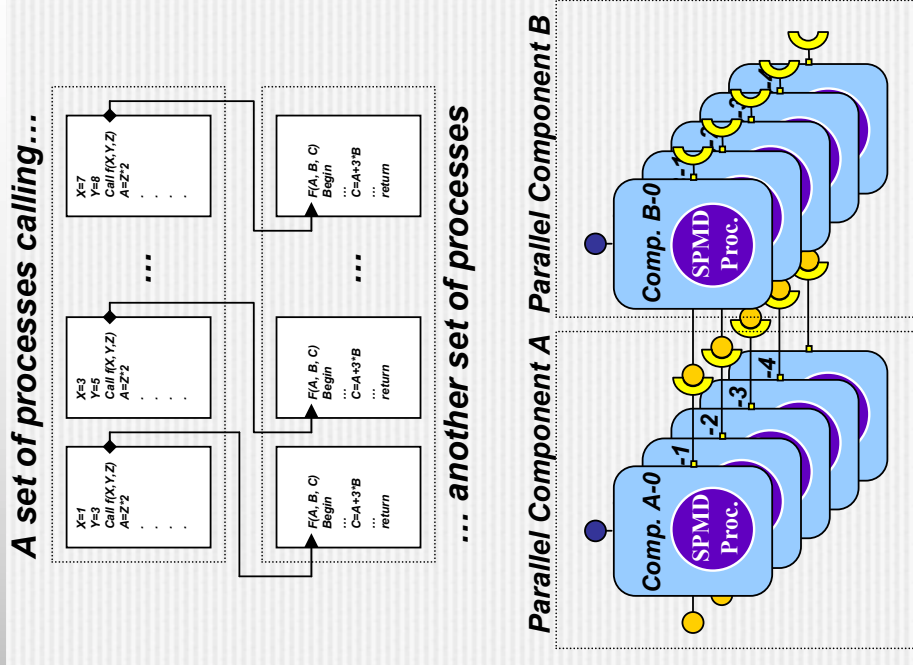 A set of processes calling...
X=1
Y=3
Call f(X,Y,Z)
A=Z*2
.
.
.
.
X=3
Y=5
Call f(X,Y,Z)
A=Z*2
.
.
.
.
...
X=7
Y=8
Call f(X,Y,Z)
A=Z*2
.
.
.
.
F(A, B, C)
Begin
...
C=A+3*B
...
return
F(A, B, C)
Begin
...
C=A+3*B
...
return
...
F(A, B, C)
Begin
...
C=A+3*B
...
return
... another set of processes
Parallel Component A
Comp. A-0
SPMD
Proc.
-1
-2
-3
-4
Parallel Component B
Comp. B-0
SPMD
Proc.
-1